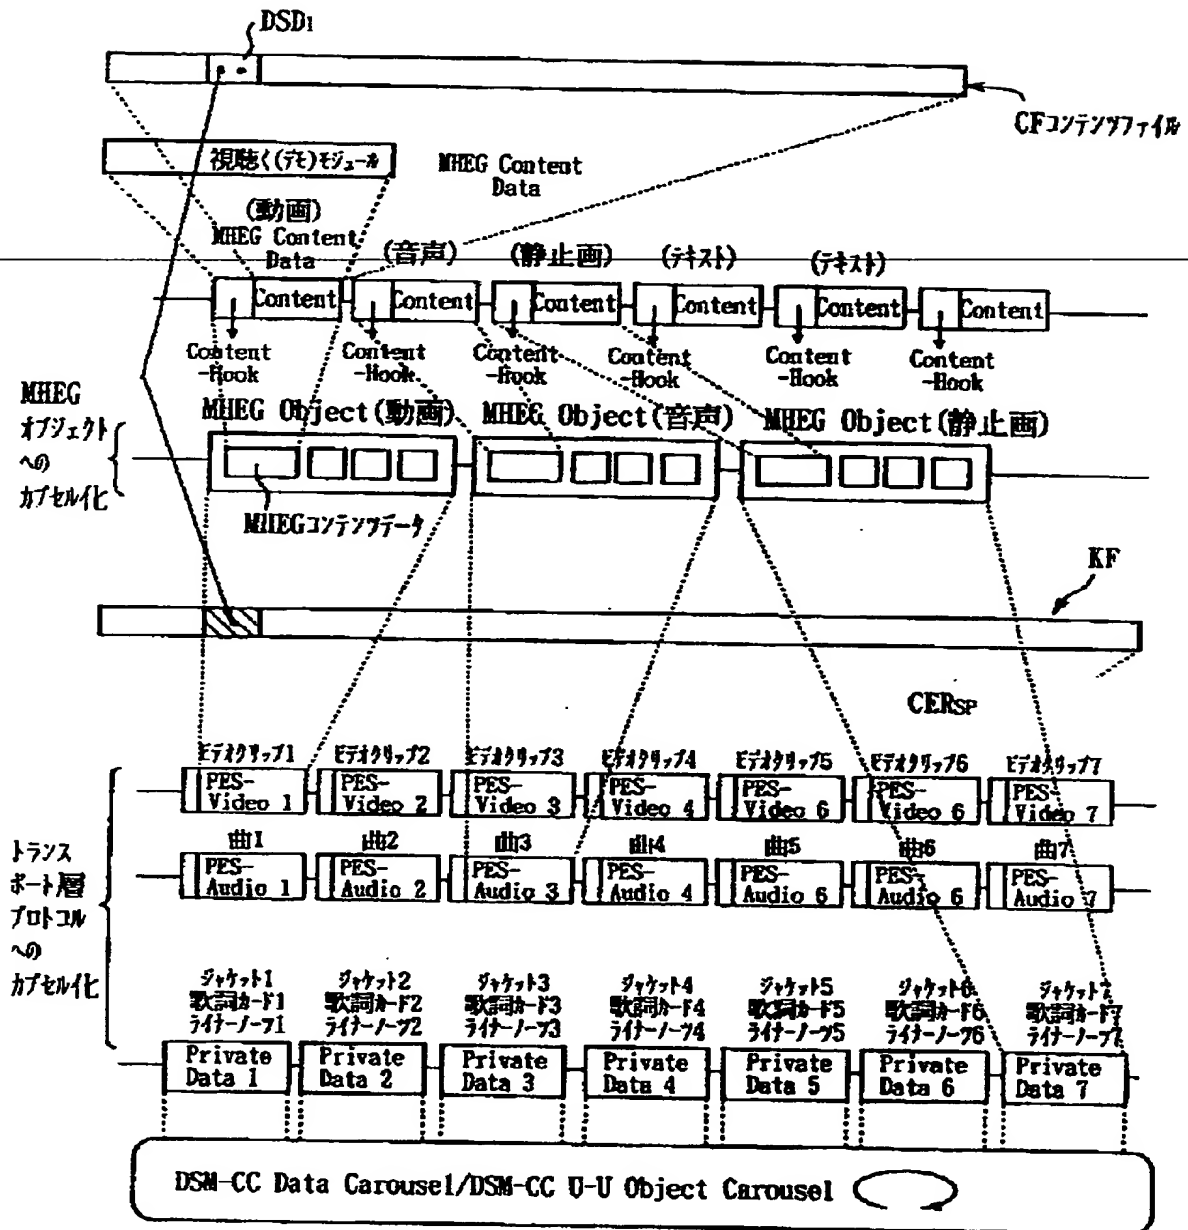 DSD1
CFコンテンツファイル
視聴く(デモ)モジュール
MHEG Content
Data
(動画)
MHEG Content
Data
(音声)
(静止画)
(テキスト)
(テキスト)
Content
Content
Content
Content
Content
Content
Content
-Hook
Content
-Hook
Content
-Hook
Content
-Hook
Content
-Hook
Content
-Hook
MHEG
オブジェクト
への
カプセル化
MHEG Object(動画)
MHEG Object(音声)
MHEG Object(静止画)
MHEGコンテンツデータ
KF
CERSP
トランス
ポート層
プロトコル
への
カプセル化
ビデオクリップ1
ビデオクリップ2
ビデオクリップ3
ビデオクリップ4
ビデオクリップ5
ビデオクリップ6
ビデオクリップ7
PES-
Video 1
PES-
Video 2
PES-
Video 3
PES-
Video 4
PES-
Video 6
PES-
Video 6
PES-
Video 7
曲1
曲2
曲3
曲4
曲5
曲6
曲7
PES-
Audio 1
PES-
Audio 2
PES-
Audio 3
PES-
Audio 4
PES-
Audio 6
PES-
Audio 6
PES-
Audio 7
ジャケット1
歌詞カード1
ライナーノーツ1
ジャケット2
歌詞カード2
ライナーノーツ2
ジャケット3
歌詞カード3
ライナーノーツ3
ジャケット4
歌詞カード4
ライナーノーツ4
ジャケット5
歌詞カード5
ライナーノーツ5
ジャケット6
歌詞カード6
ライナーノーツ6
ジャケット7
歌詞カード7
ライナーノーツ7
Private
Data 1
Private
Data 2
Private
Data 3
Private
Data 4
Private
Data 5
Private
Data 6
Private
Data 7
DSM-CC Data Carousel/DSM-CC U-U Object Carousel